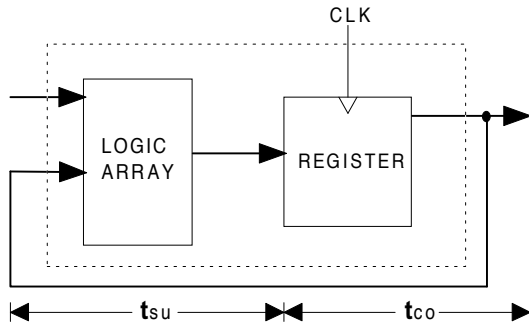 CLK
LOGIC
ARRAY
REGISTER
tsu
tco